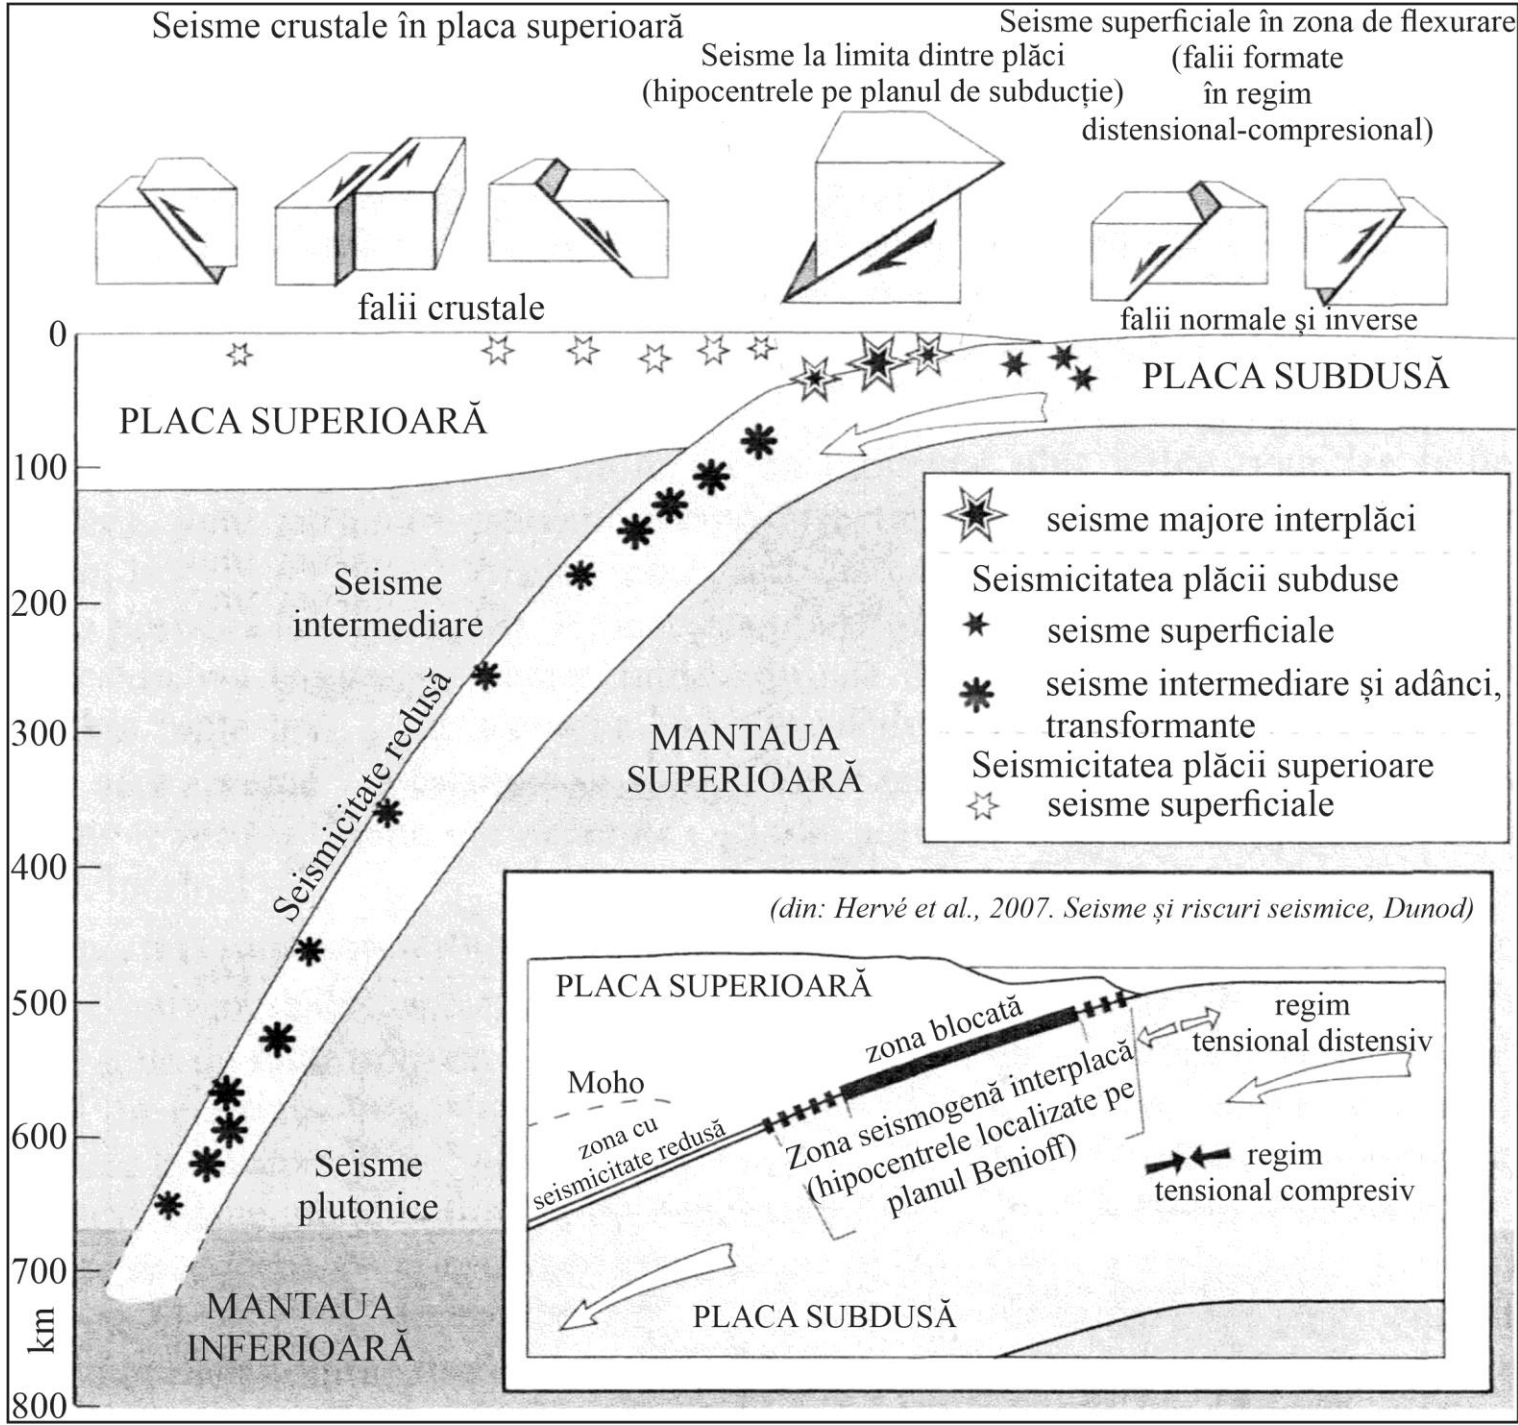 Seisme crustale în placa superioară
Seisme la limita dintre plăci
(hipocentrele pe planul de subducție)
Seisme superficiale în zona de flexurare
(falii formate
în regim
distensional-compresional)
falii crustale
falii normale și inverse
0
100
200
300
400
500
600
700
800
km
PLACA SUPERIOARĂ
PLACA SUBDUSĂ
Seisme
intermediare
Seismicitate redusă
MANTAUA
SUPERIOARĂ
Seisme
plutonice
MANTAUA
INFERIOARĂ
seisme majore interplăci
Seismicitatea plăcii subduse
seisme superficiale
seisme intermediare și adânci,
transformante
Seismicitatea plăcii superioare
seisme superficiale
(din: Hervé et al., 2007. Seisme și riscuri seismice, Dunod)
PLACA SUPERIOARĂ
zona blocată
regim
tensional distensiv
Moho
zona cu
seismicitate redusă
Zona seismogenă interplacă
(hipocentrele localizate pe
planul Benioff)
regim
tensional compresiv
PLACA SUBDUSĂ